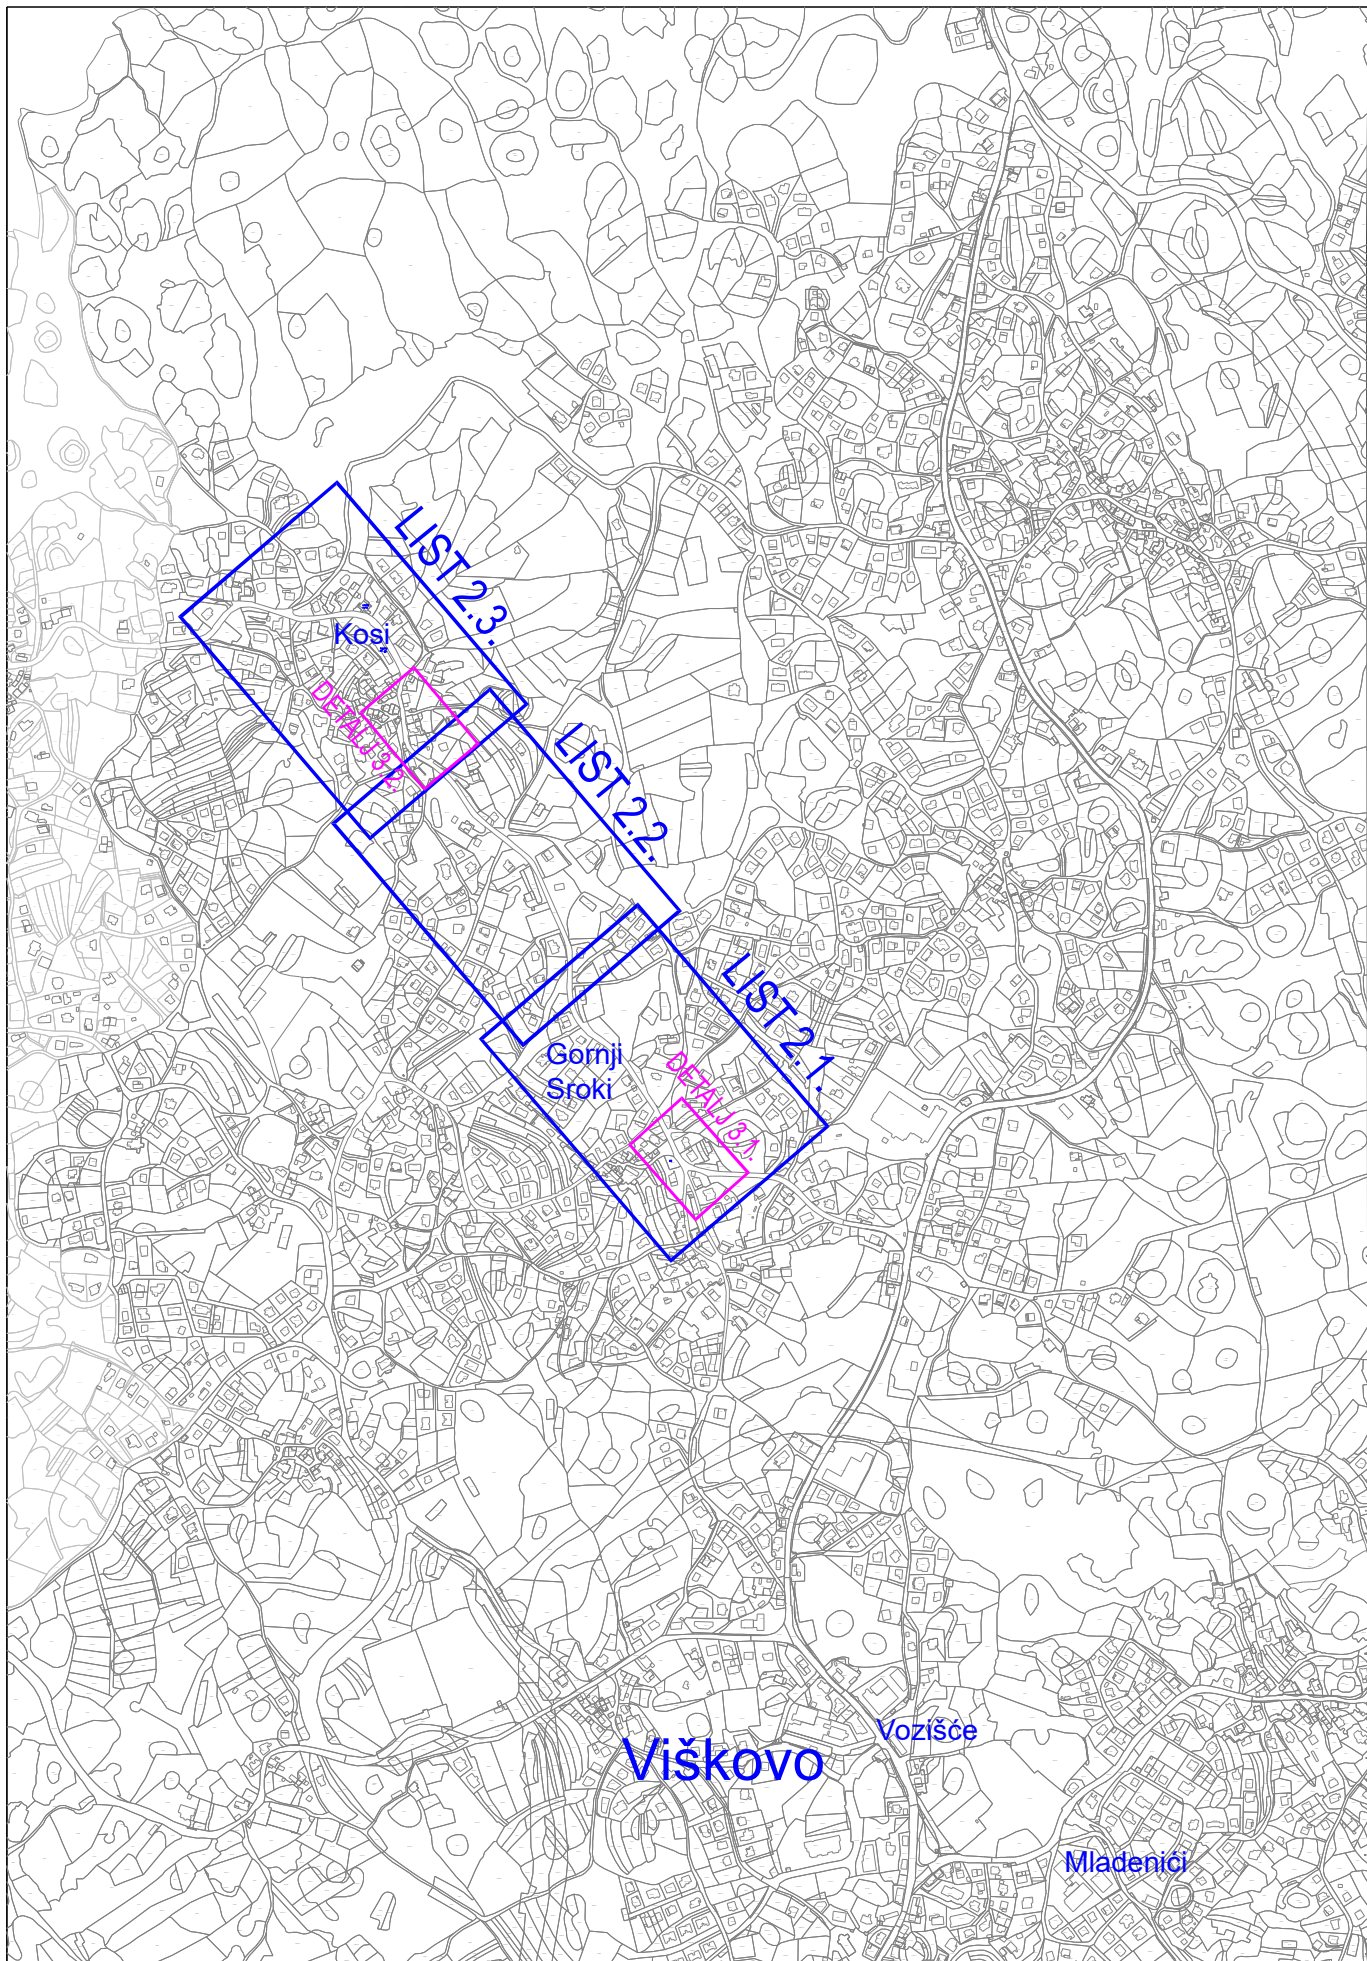 LIST 2.3.
Kosi
DETALJ 3.2.
LIST 2.2.
LIST 2.1.
Gornji
Sroki
DETALJ 3.1.
Vozišće
Viškovo
Mladenići